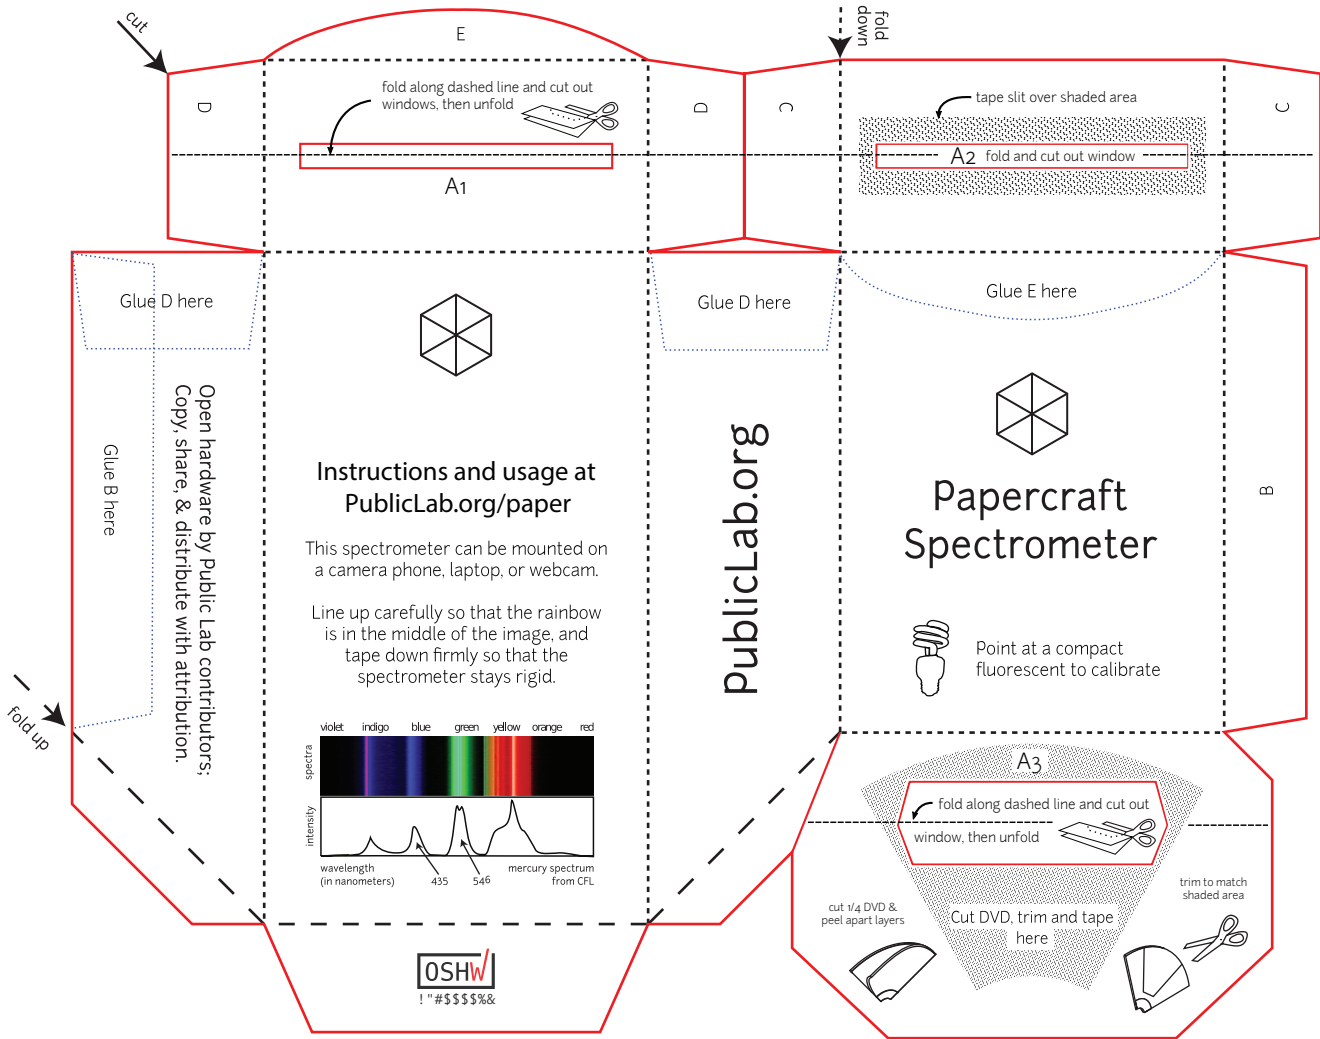 cut
fold
down
E
D
fold along dashed line and cut out
windows, then unfold
D
C
tape slit over shaded area
C
A1
A2 fold and cut out window
Glue D here
Glue D here
Glue E here
Glue B here
Open hardware by Public Lab contributors;
Copy, share, & distribute with attribution.
fold up
Instructions and usage at
PublicLab.org/paper
This spectrometer can be mounted on
a camera phone, laptop, or webcam.
Line up carefully so that the rainbow
is in the middle of the image, and
tape down firmly so that the
spectrometer stays rigid.
violet indigo blue green yellow orange red
spectra
intensity
wavelength
(in nanometers)
435
546
mercury spectrum
from CFL
OSHW
!"#$$$$%&
publicLab.org
Papercraft
Spectrometer
Point at a compact
fluorescent to calibrate
B
A3
fold along dashed line and cut out
window, then unfold
cut 1/4 DVD &
peel apart layers
Cut DVD, trim and tape
here
trim to match
shaded area